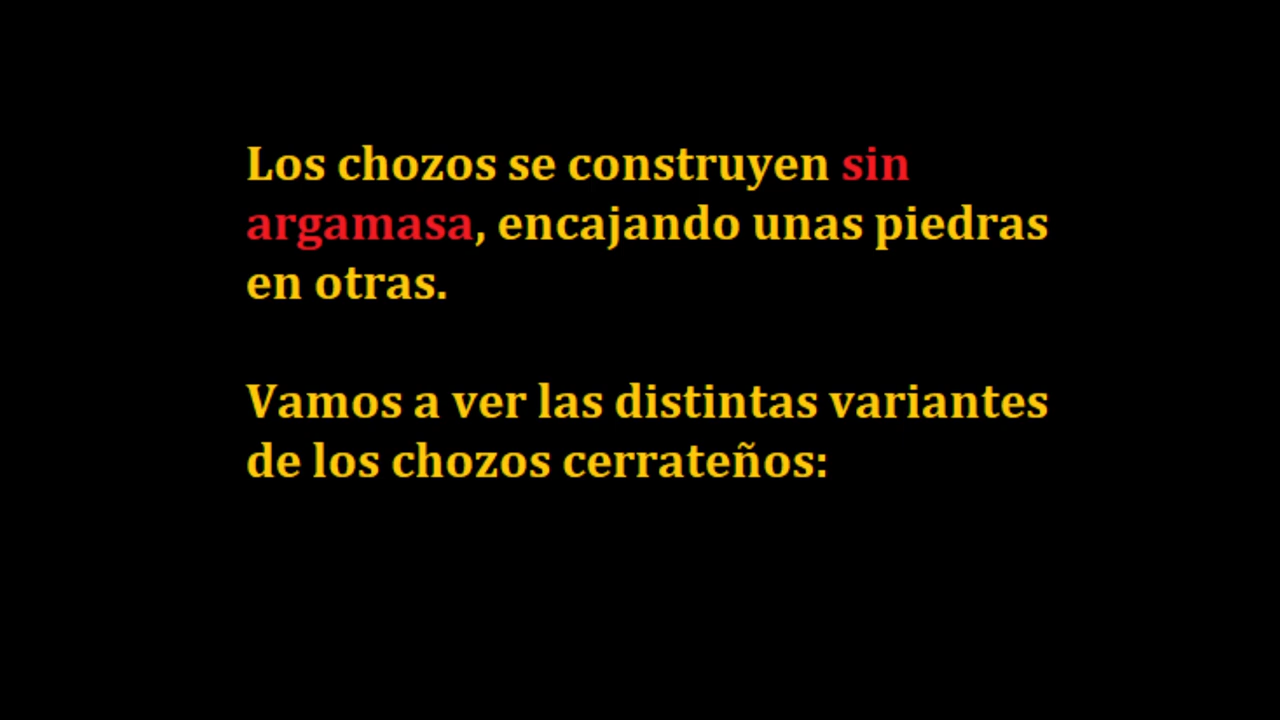 Los chozos se construyen sin
argamasa, encajando unas piedras
en otras.
Vamos a ver las distintas variantes
de los chozos cerrateños: